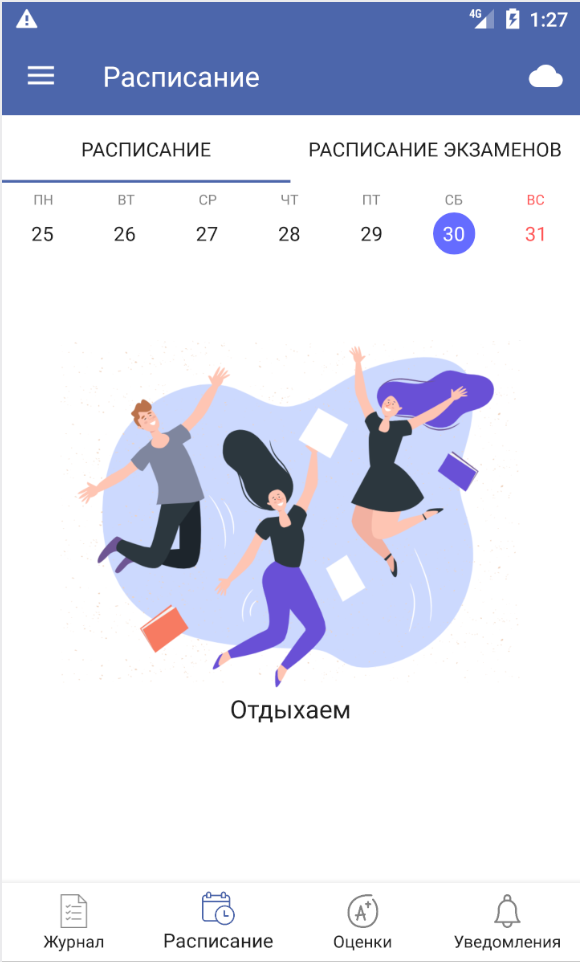 4G 1:27
Расписание
РАСПИСАНИЕ РАСПИСАНИЕ ЭКЗАМЕНОВ
ПН ВТ СР ЧТ ПТ СБ ВС
25 26 27 28 29 30 31
Отдыхаем
A+
Журнал Расписание Оценки Уведомления